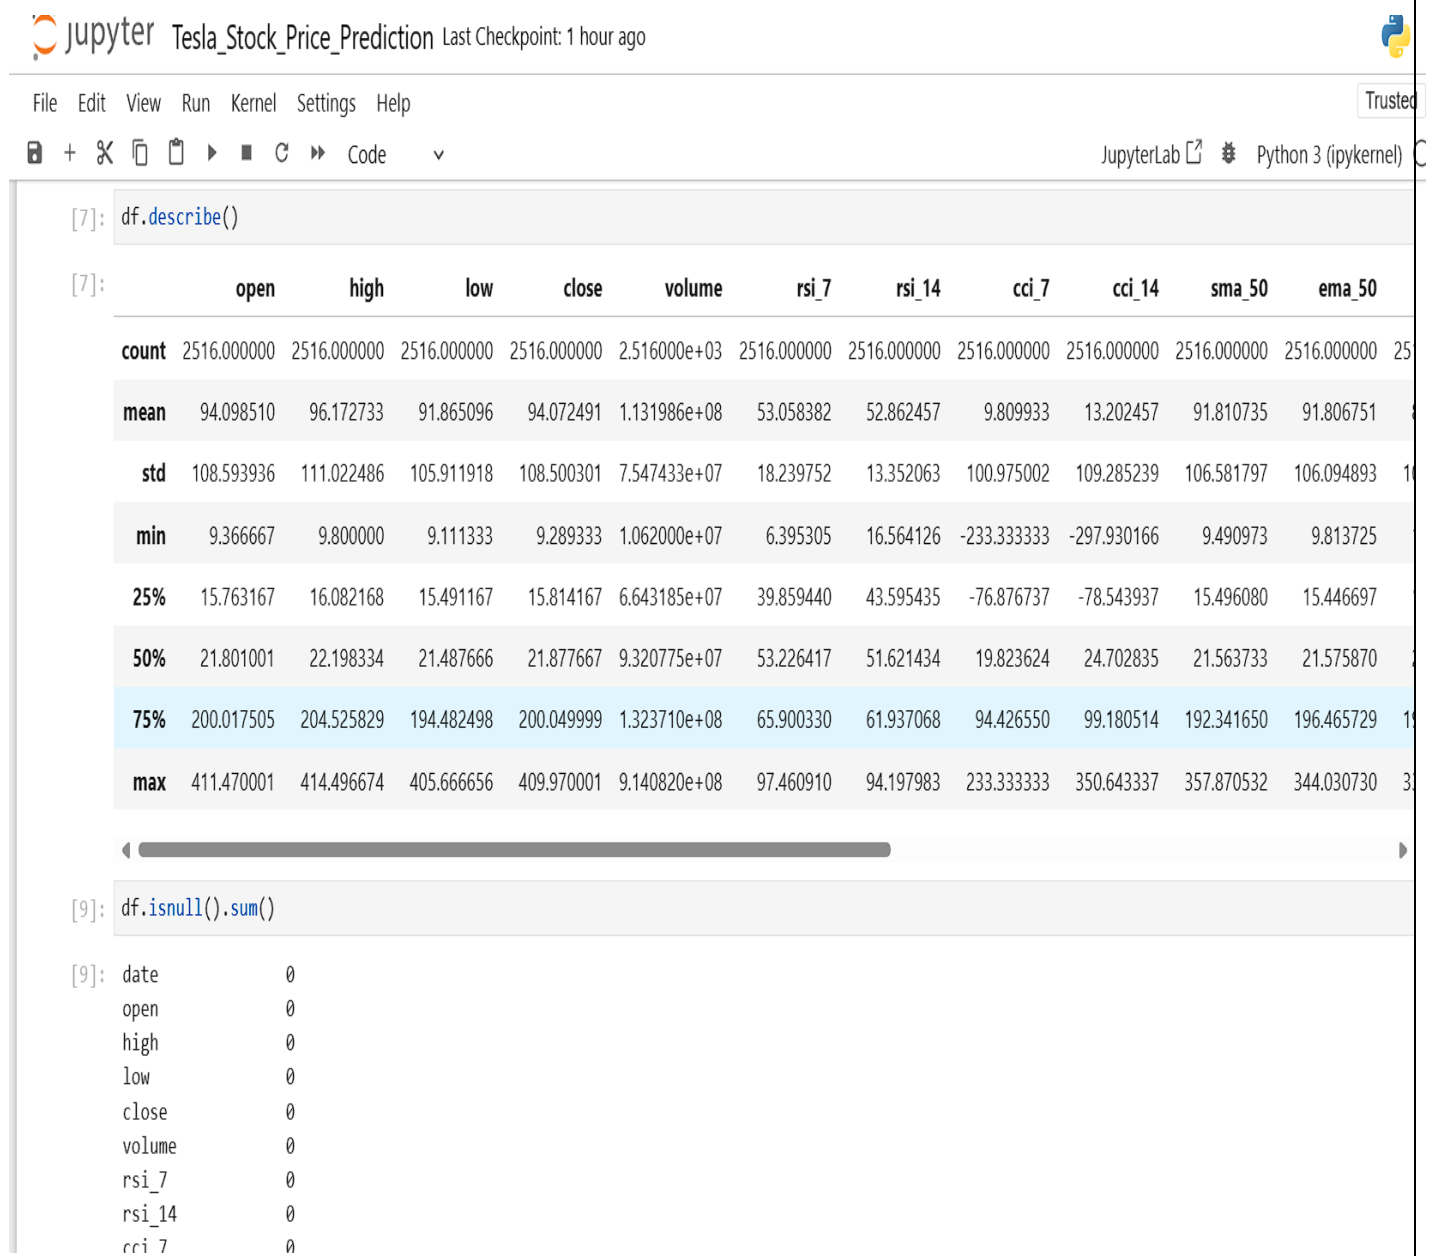 jupyter Tesla_Stock_Price_Prediction Last Checkpoint: 1 hour ago
File Edit View Run Kernel Settings Help Trusted
Code JupyterLab Python 3 (ipykernel)
[7]: df.describe()
[7]: open high low close volume rsi_7 rsi_14 cci_7 cci_14 sma_50 ema_50
count 2516.000000 2516.000000 2516.000000 2516.000000 2.516000e+03 2516.000000 2516.000000 2516.000000 2516.000000 2516.000000 2516.000000 25
mean 94.098510 96.172733 91.865096 94.072491 1.131986e+08 53.058382 52.862457 9.809933 13.202457 91.810735 91.806751
std 108.593936 111.022486 105.911918 108.500301 7.547433e+07 18.239752 13.352063 100.975002 109.285239 106.581797 106.094893 10
min 9.366667 9.800000 9.111333 9.289333 1.062000e+07 6.395305 16.564126 -233.333333 -297.930166 9.490973 9.813725
25% 15.763167 16.082168 15.491167 15.814167 6.643185e+07 39.859440 43.595435 -76.876737 -78.543937 15.496080 15.446697
50% 21.801001 22.198334 21.487666 21.877667 9.320775e+07 53.226417 51.621434 19.823624 24.702835 21.563733 21.575870
75% 200.017505 204.525829 194.482498 200.049999 1.323710e+08 65.900330 61.937068 94.426550 99.180514 192.341650 196.465729 19
max 411.470001 414.496674 405.666656 409.970001 9.140820e+08 97.460910 94.197983 233.333333 350.643337 357.870532 344.030730 33
[9]: df.isnull().sum()
[9]: date 0
open 0
high 0
low 0
close 0
volume 0
rsi_7 0
rsi_14 0
cci_7 0